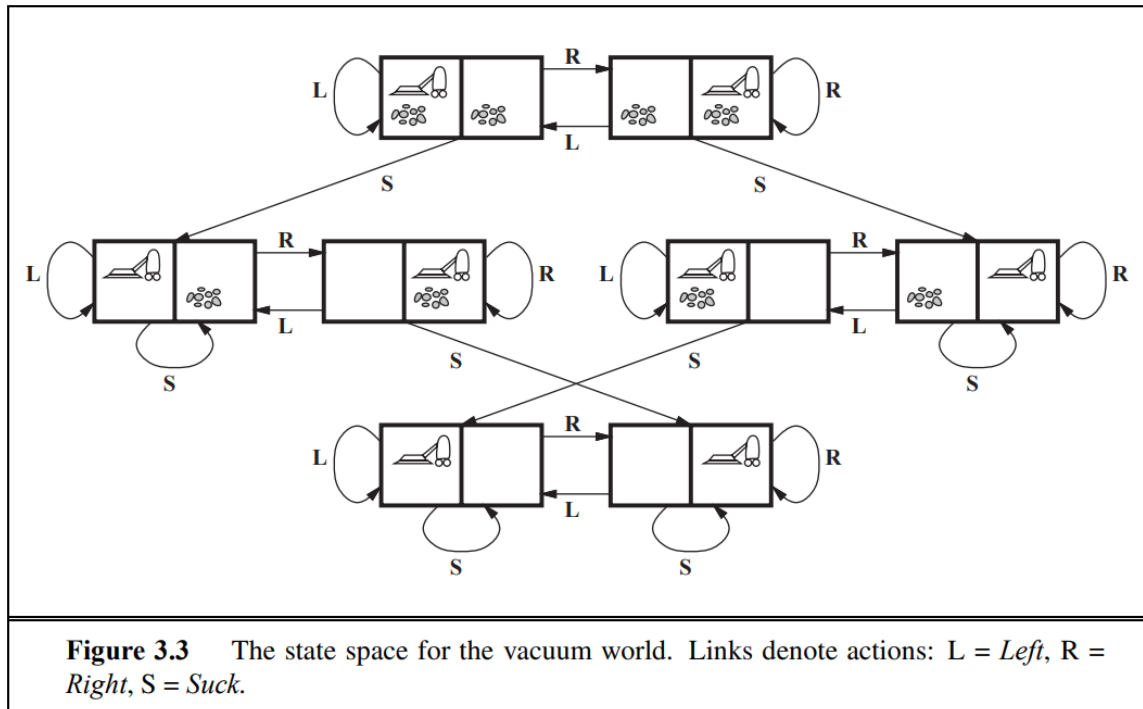 R
L R
L
S S
R R
L R L R
L L
S S S S
R
L R
L
S S
Figure 3.3 The state space for the vacuum world. Links denote actions: L = Left, R =
Right, S = Suck.